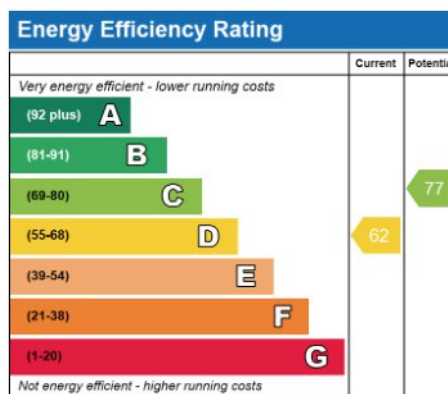 Energy Efficiency Rating
Current Potentia
Very energy efficient - lower running costs
(92 plus) A
(81-91) B
(69-80) C
77
(55-68) D
62
(39-54) E
(21-38) F
(1-20) G
Not energy efficient - higher running costs